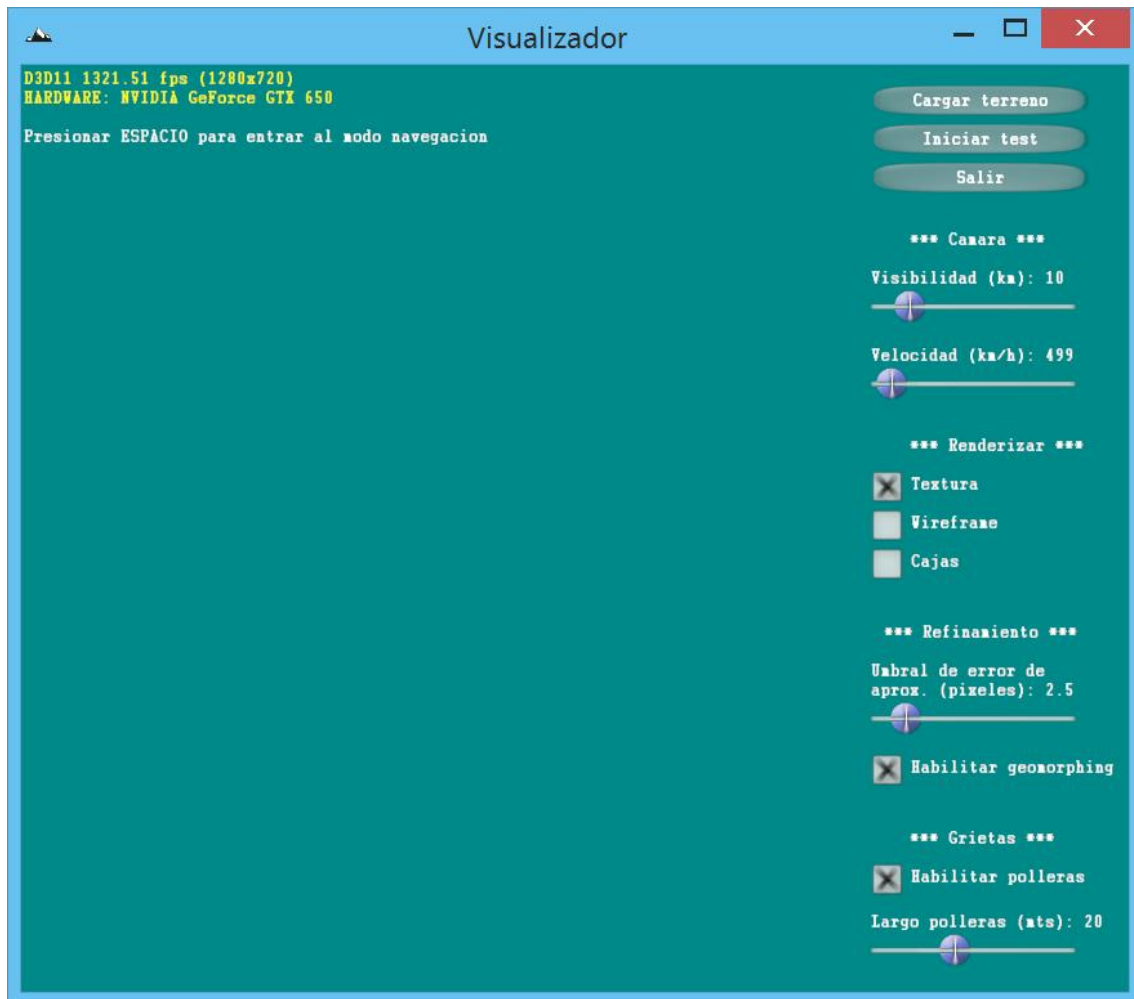 Visualizador
D3D11 1321.51 fps (1280x720)
HARDWARE: NVIDIA GeForce GTX 650
Presionar ESPACIO para entrar al modo navegacion
Cargar terreno
Iniciar test
Salir
*** Camara ***
Visibilidad (km): 10
Velocidad (km/h): 499
*** Renderizar ***
Textura
Wireframe
Cajas
*** Refinamiento ***
Umbral de error de
aprox. (pixeles): 2.5
Habilitar geomorphing
*** Grietas ***
Habilitar polleras
Largo polleras (mts): 20